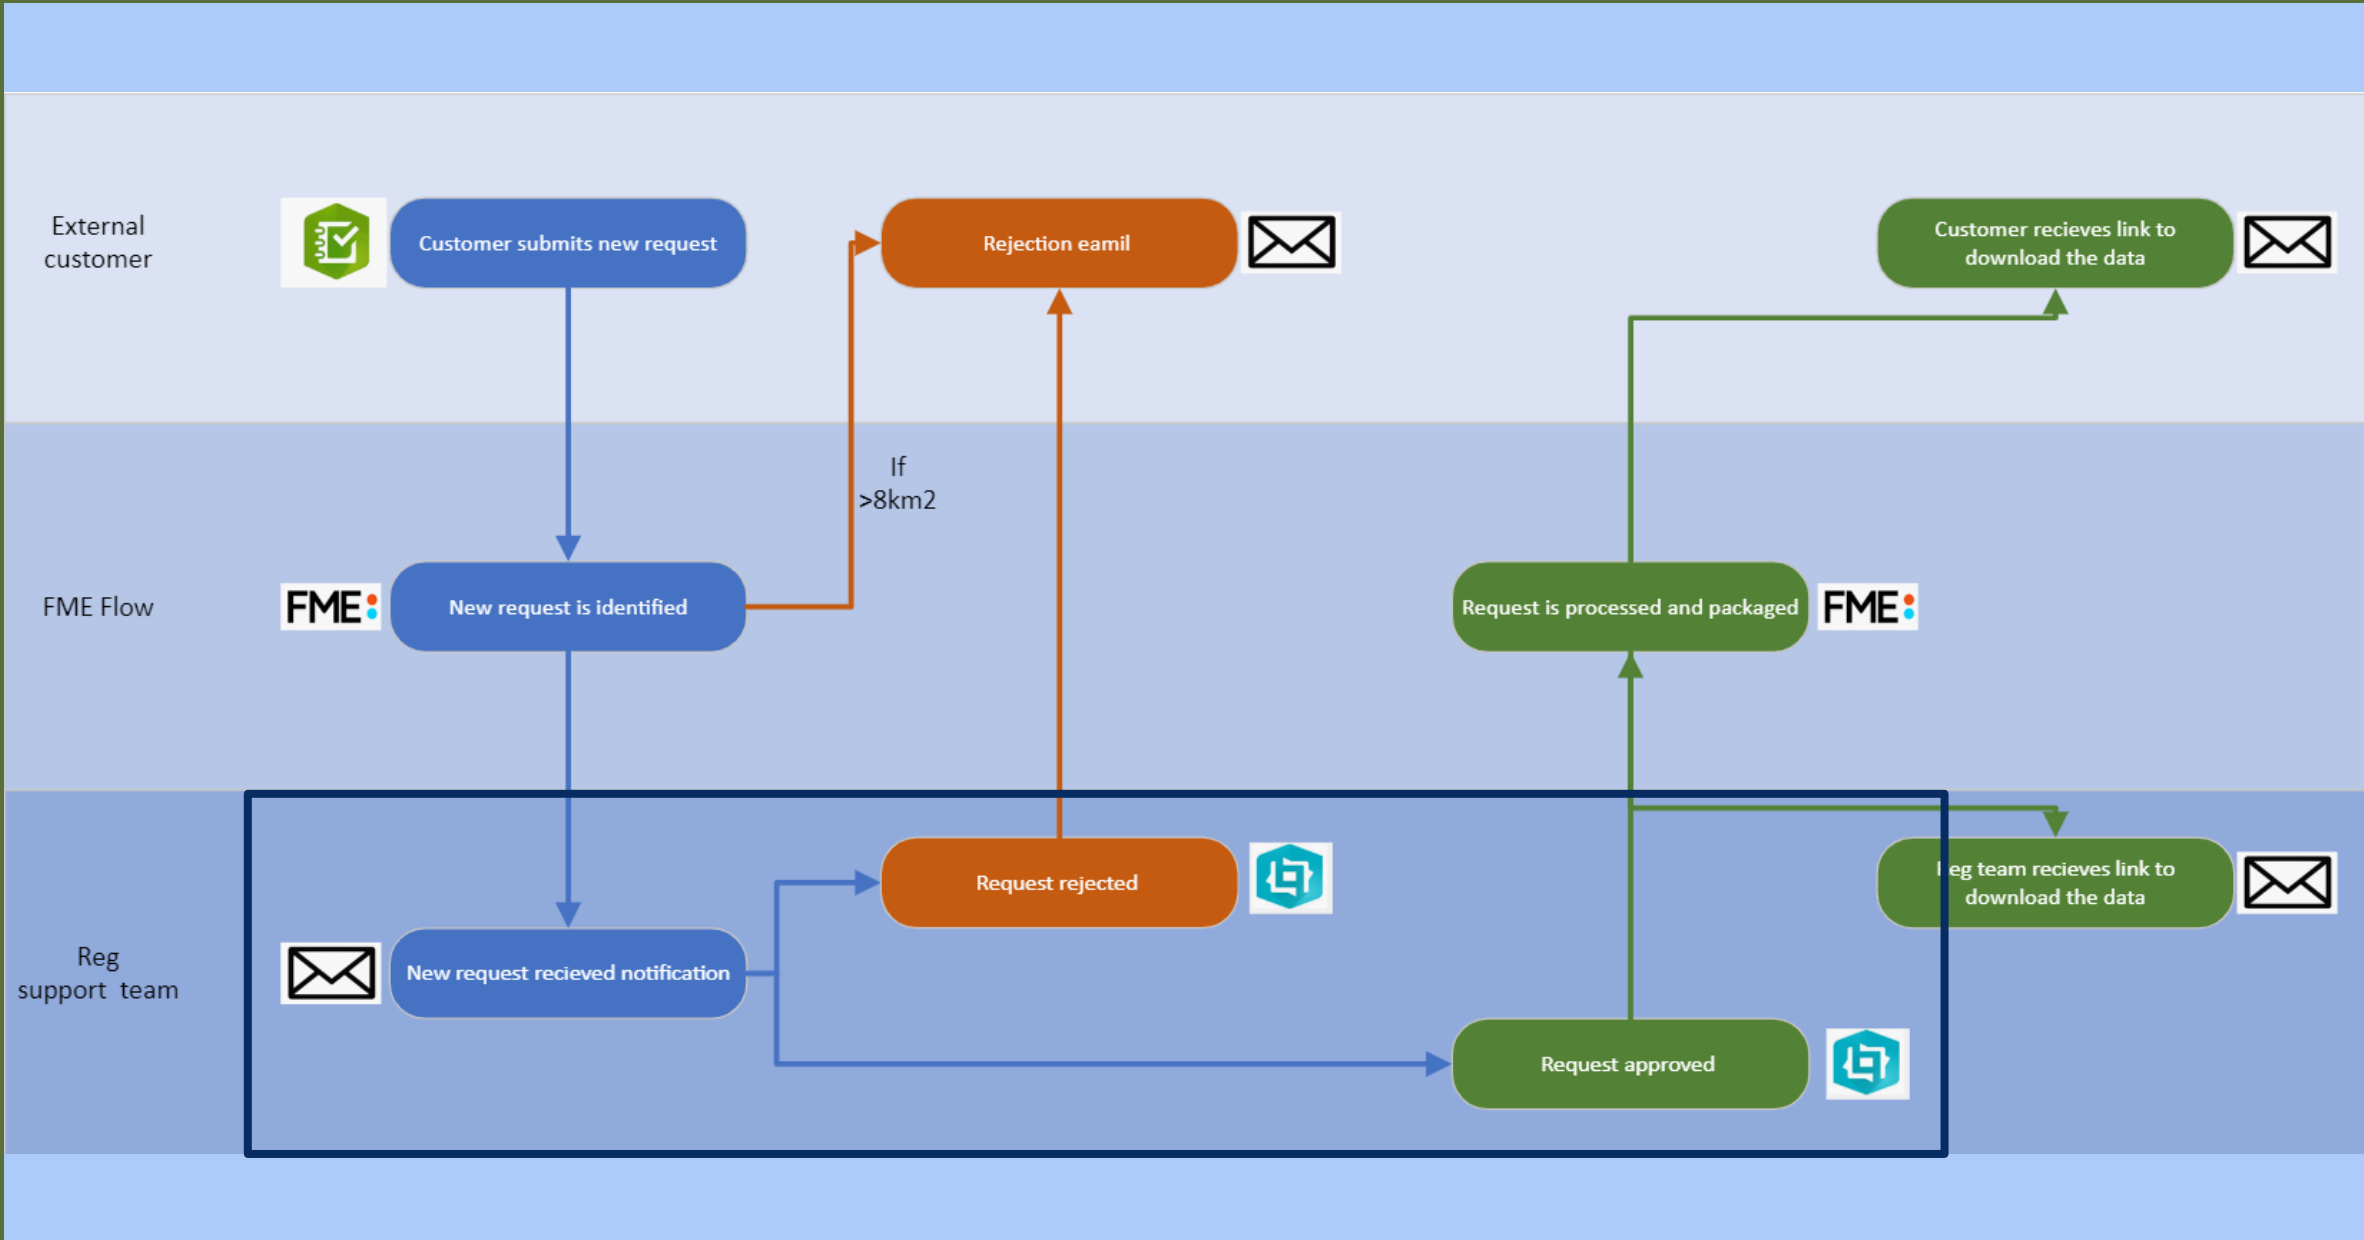 External
customer
Customer submits new request
Rejection eamil
Customer recieves link to
download the data
If
>8km2
FME Flow
FME:
New request is identified
Request is processed and packaged
FME:
Reg
support team
New request recieved notification
Request rejected
Reg team recieves link to
download the data
Request approved